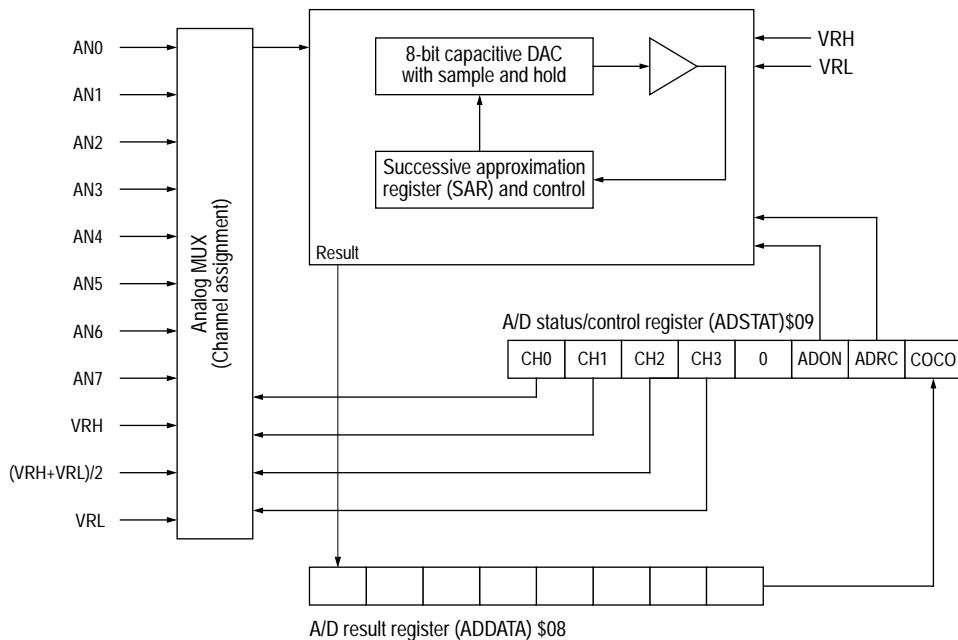 AN0
AN1
AN2
AN3
AN4
AN5
AN6
AN7
VRH
(VRH+VRL)/2
VRL
Analog MUX
(Channel assignment)
8-bit capacitive DAC
with sample and hold
Successive approximation
register (SAR) and control
Result
VRH
VRL
A/D status/control register (ADSTAT)$09
CH0 CH1 CH2 CH3 0 ADON ADRC COCO
A/D result register (ADDATA) $08